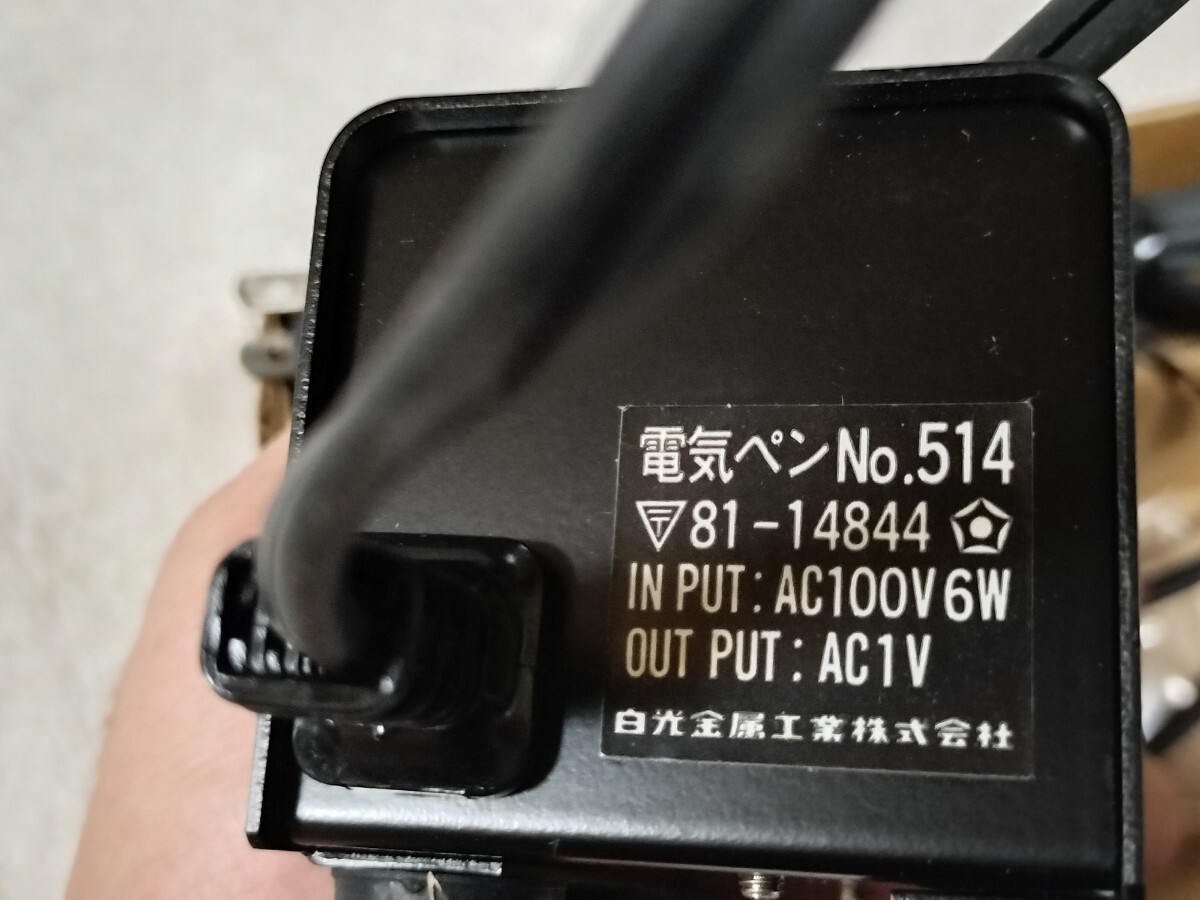 電気ペンNo.514
〒81-14844
IN PUT: AC100V 6W
OUT PUT: AC1V
白光金属工業株式会社